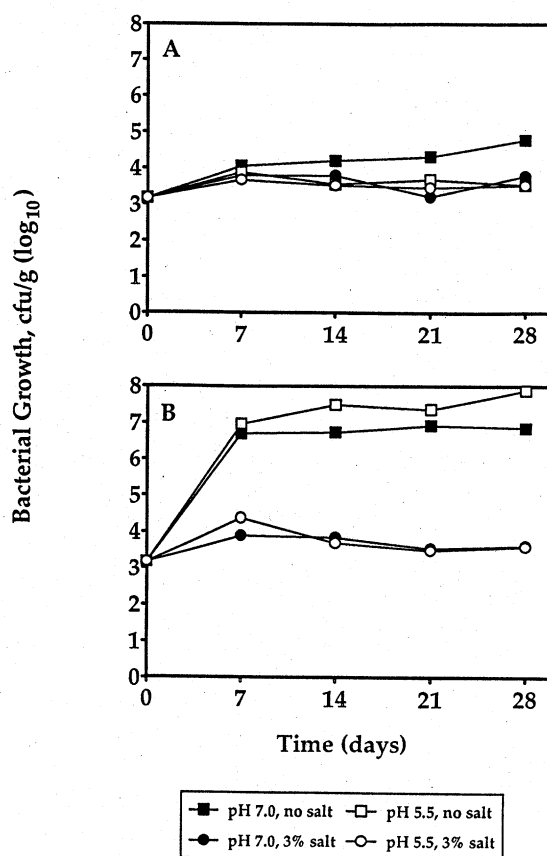 Bacterial Growth, cfu/g (log10)
A
8
7
6
5
4
3
2
1
0
0 7 14 21 28
B
8
7
6
5
4
3
2
1
0
0 7 14 21 28
Time (days)
pH 7.0, no salt pH 5.5, no salt
pH 7.0, 3% salt pH 5.5, 3% salt